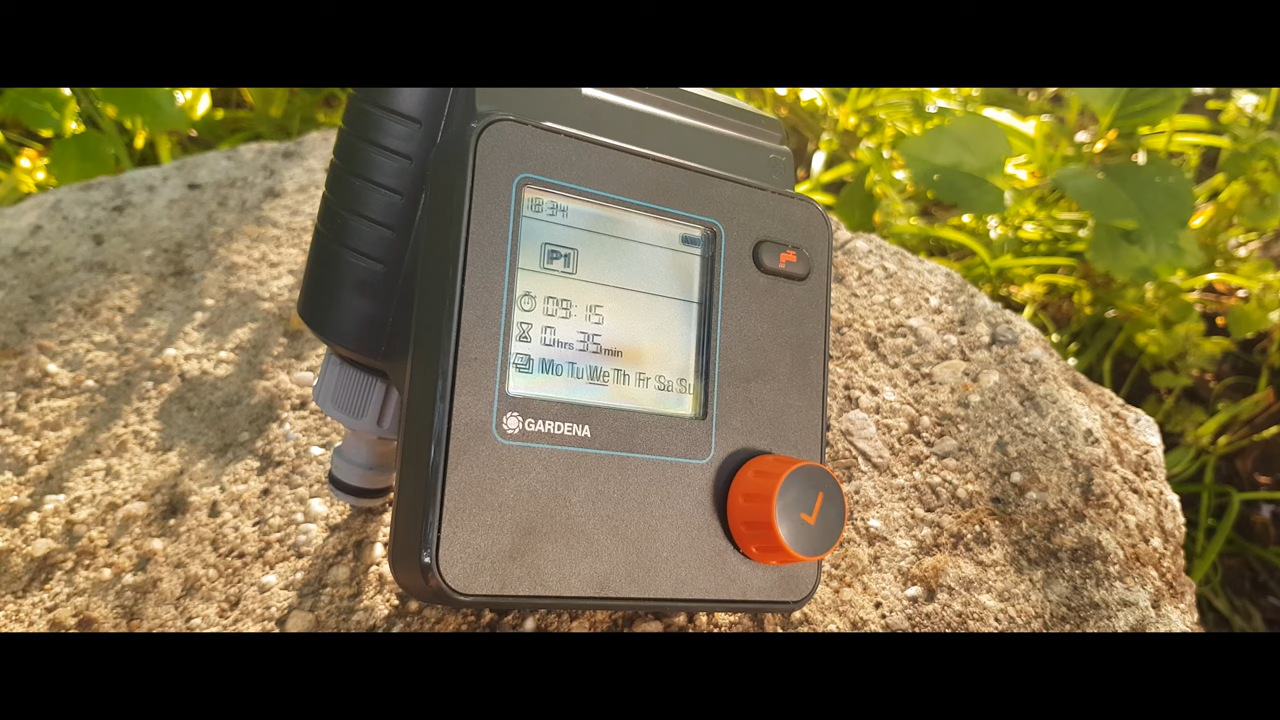 18:34
P1
09:15
0hrs 35min
Mo Tu We Th Fr Sa Su
GARDENA